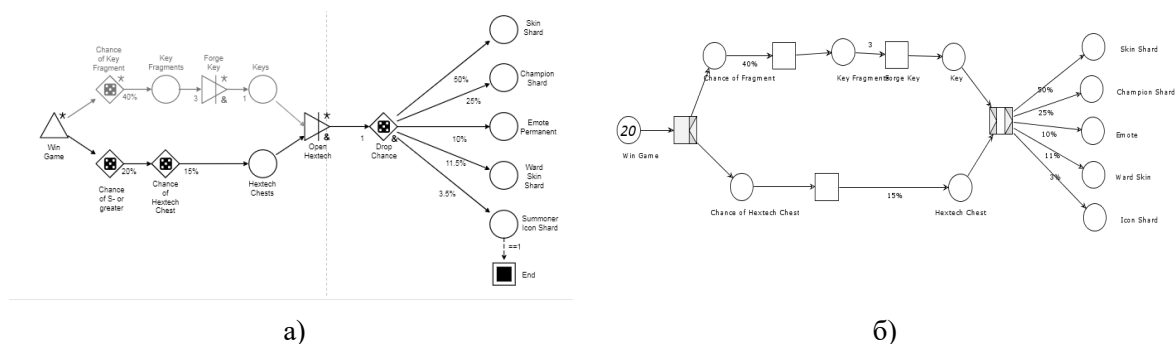 Chance
of Key
Fragment
*
40%
Key
Fragments
3
Forge
Key
*
&
1
Keys
Win
Game
*
20%
Chance
of S- or
greater
15%
Chance
of
Hextech
Chest
Hextech
Chests
*
&
Open
Hextech
1
Drop
Chance
&
50%
Skin
Shard
25%
Champion
Shard
10%
Emote
Permanent
11.5%
Ward
Skin
Shard
3.5%
Summoner
Icon Shard
==1
End
а)
20
Win Game
Chance of Fragment
40%
Key Fragments
3
Forge Key
Key
Chance of Hextech Chest
15%
Hextech Chest
50%
Skin Shard
25%
Champion Shard
10%
Emote
11%
Ward Skin
3%
Icon Shard
б)